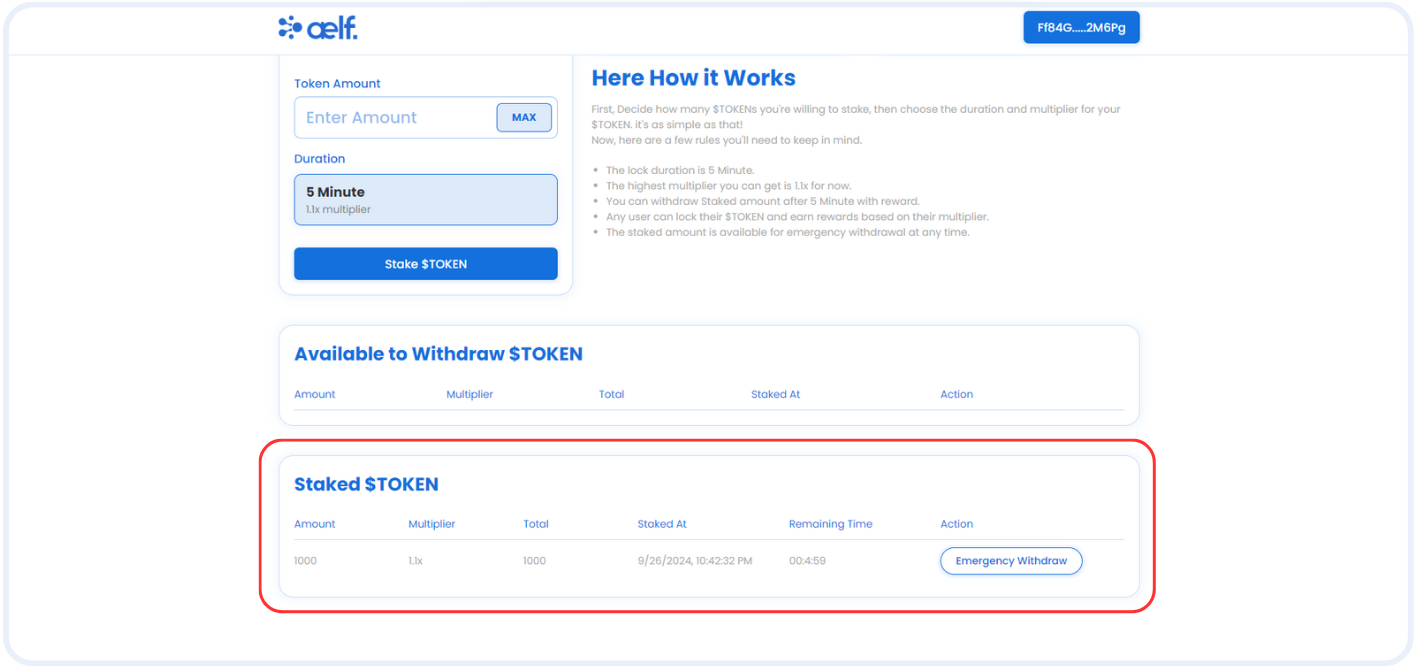 aelf.
Ff84G.....2M6Pg
Token Amount
Enter Amount
MAX
Duration
5 Minute
1.1x multiplier
Stake $TOKEN
Here How it Works
First, Decide how many $TOKENs you're willing to stake, then choose the duration and multiplier for your
$TOKEN. it's as simple as that!
Now, here are a few rules you'll need to keep in mind.
• The lock duration is 5 Minute.
• The highest multiplier you can get is 1.1x for now.
• You can withdraw Staked amount after 5 Minute with reward.
• Any user can lock their $TOKEN and earn rewards based on their multiplier.
• The staked amount is available for emergency withdrawal at any time.
Available to Withdraw $TOKEN
Amount Multiplier Total Staked At Action
Staked $TOKEN
Amount Multiplier Total Staked At Remaining Time Action
1000 1.1x 1000 9/26/2024, 10:42:32 PM 00:4:59 Emergency Withdraw